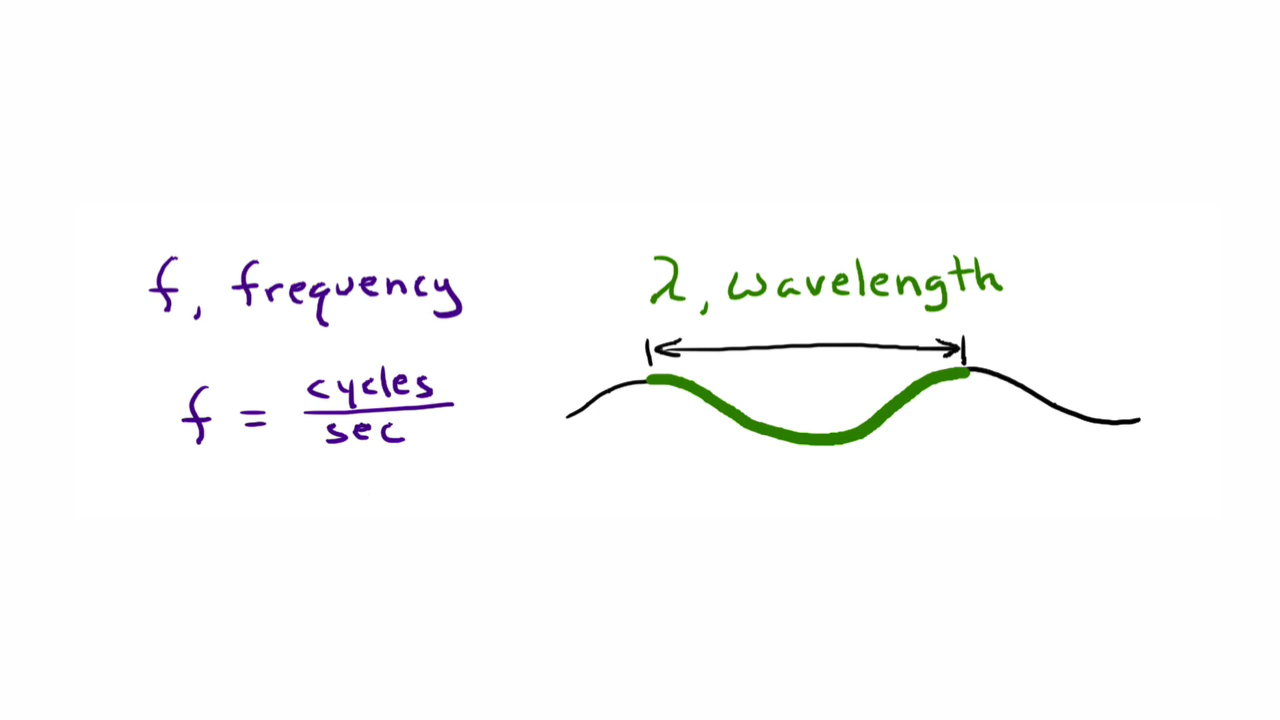 f, frequency
f = cycles/sec
λ, wavelength